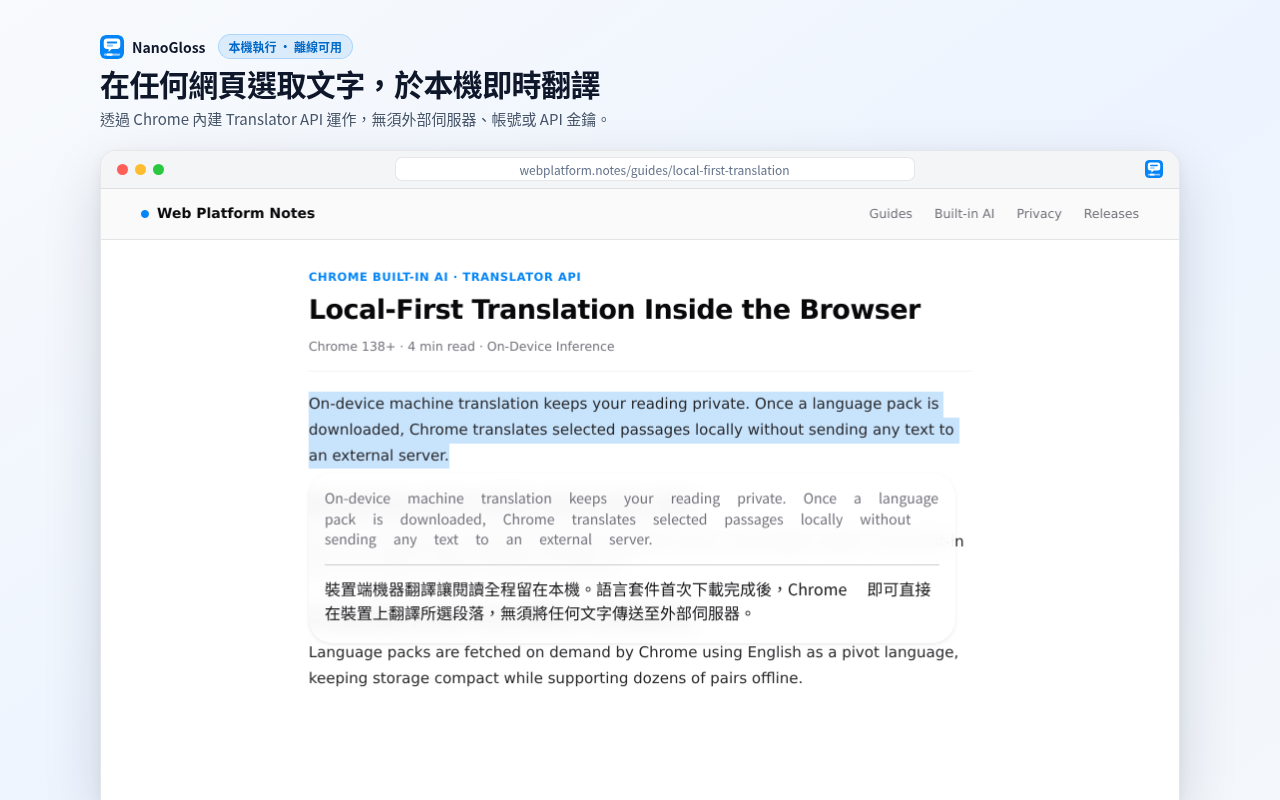 NanoGloss
本機執行 · 離線可用
在任何網頁選取文字，於本機即時翻譯
透過 Chrome 內建 Translator API 運作，無須外部伺服器、帳號或 API 金鑰。
webplatform.notes/guides/local-first-translation
Web Platform Notes
Guides Built-in AI Privacy Releases
CHROME BUILT-IN AI · TRANSLATOR API
Local-First Translation Inside the Browser
Chrome 138+ · 4 min read · On-Device Inference
On-device machine translation keeps your reading private. Once a language pack is
downloaded, Chrome translates selected passages locally without sending any text to
an external server.
On-device machine translation keeps your reading private. Once a language
pack is downloaded, Chrome translates selected passages locally without
sending any text to an external server.
裝置端機器翻譯讓閱讀全程留在本機。語言套件首次下載完成後，Chrome 即可直接
在裝置上翻譯所選段落，無須將任何文字傳送至外部伺服器。
Language packs are fetched on demand by Chrome using English as a pivot language,
keeping storage compact while supporting dozens of pairs offline.